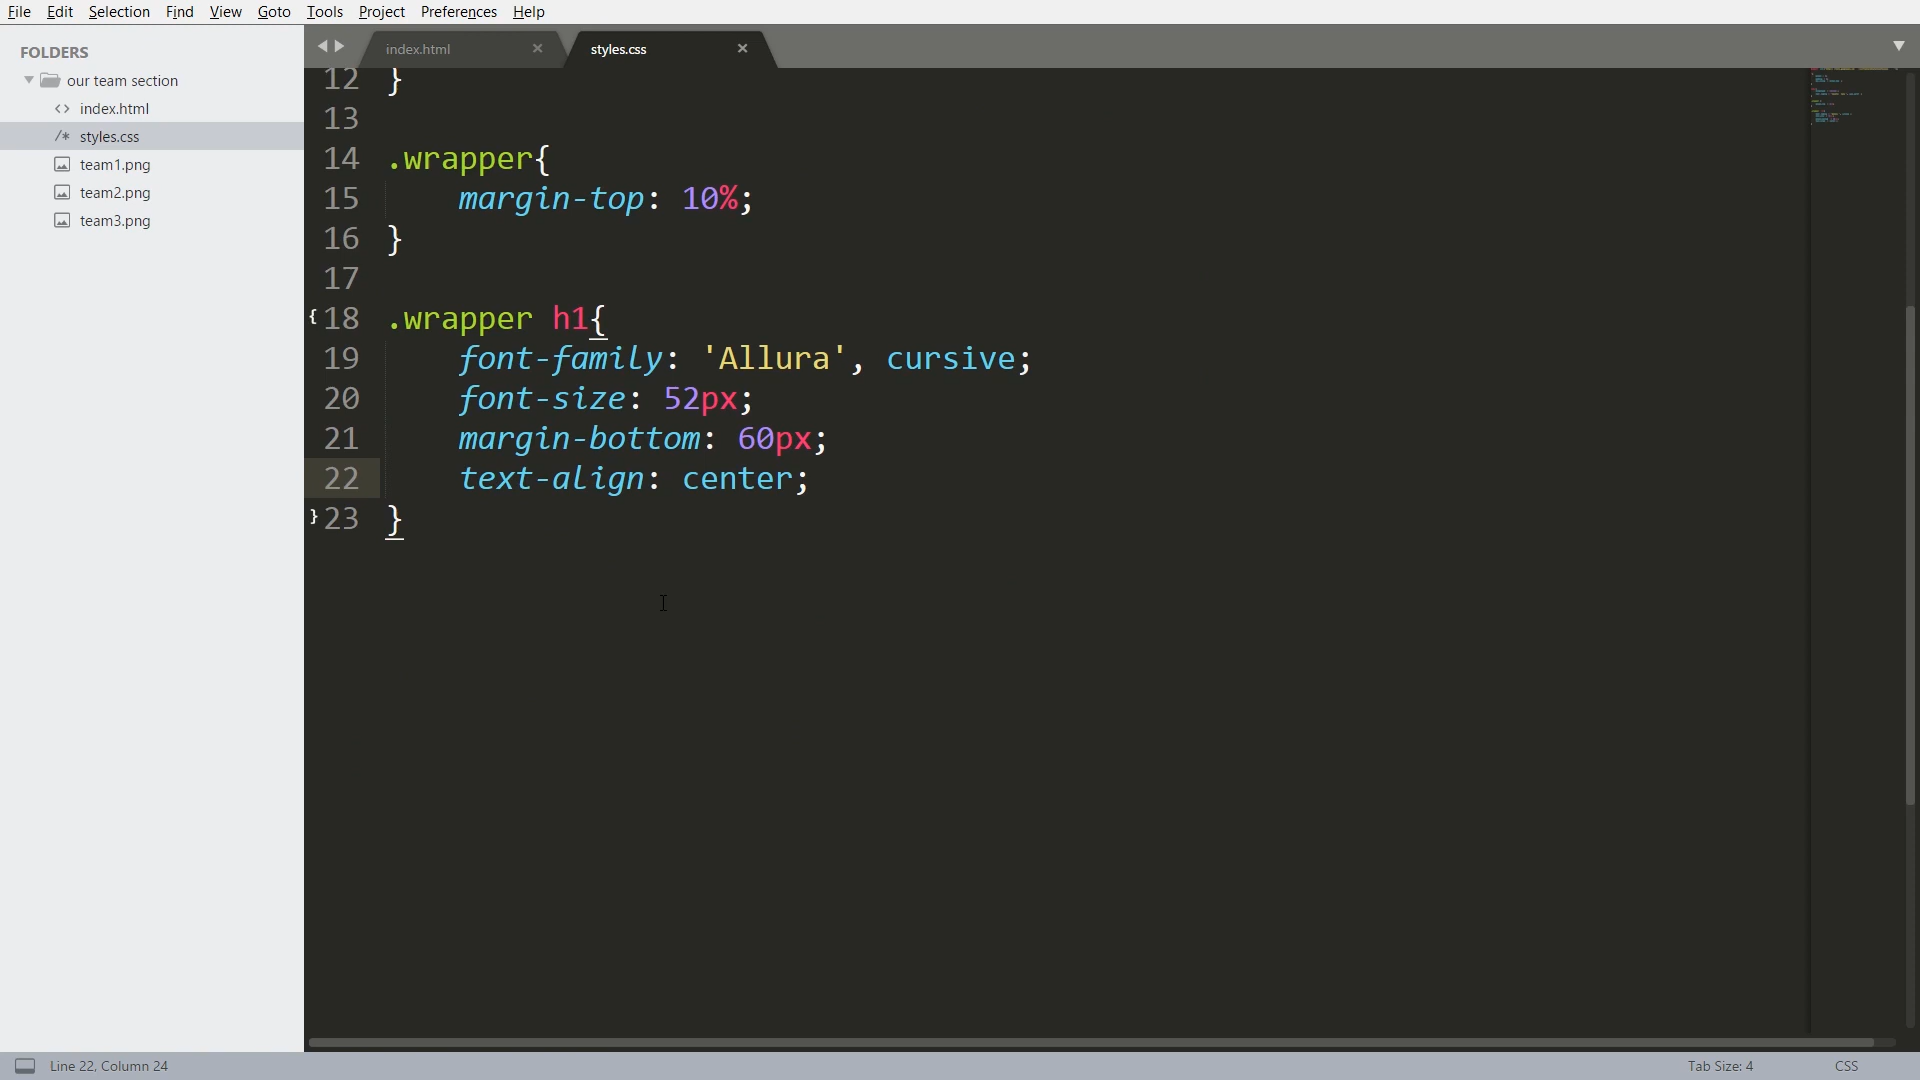 File Edit Selection Find View Goto Tools Project Preferences Help
FOLDERS
our team section
<> index.html
/* styles.css
team1.png
team2.png
team3.png
index.html × styles.css ×
12 }
13
14 .wrapper{
15 margin-top: 10%;
16 }
17
{ 18 .wrapper h1{
19 font-family: 'Allura', cursive;
20 font-size: 52px;
21 margin-bottom: 60px;
22 text-align: center;
} 23 }
Line 22, Column 24 Tab Size: 4 CSS